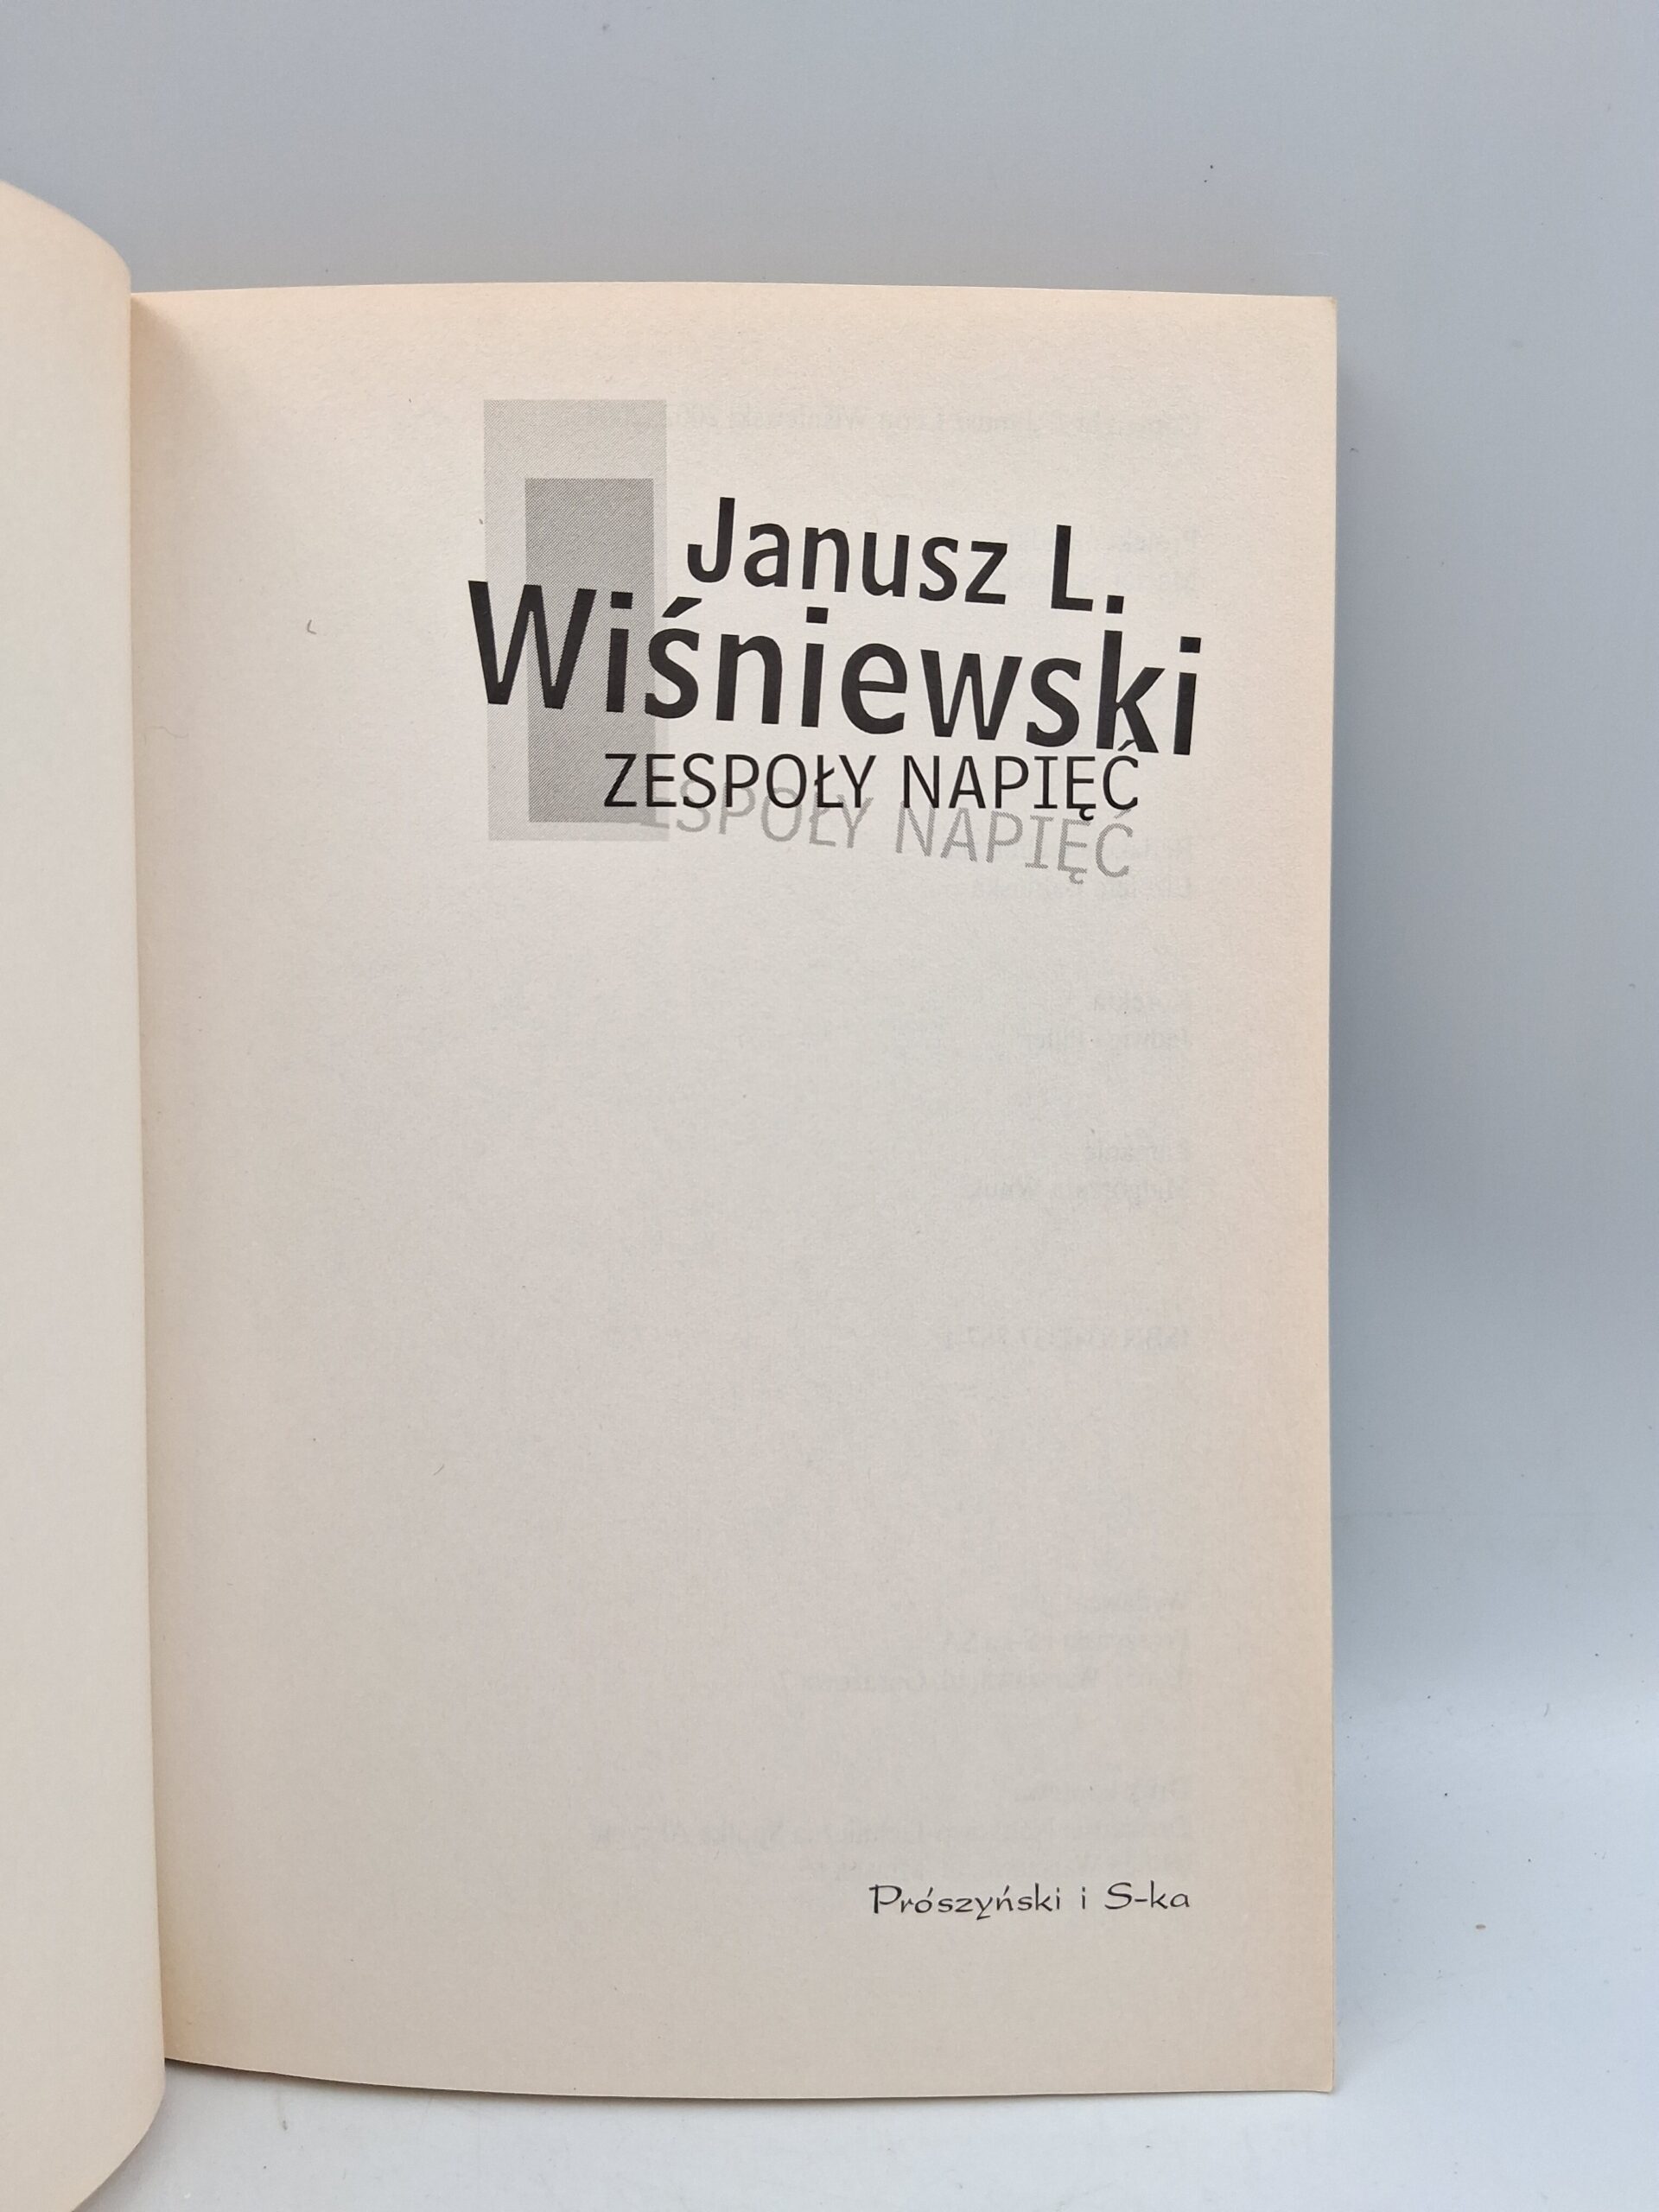 Janusz L.
Wiśniewski
ZESPOŁY NAPIĘĆ
ESPOŁY NAPIĘĆ
Prószyński i S-ka